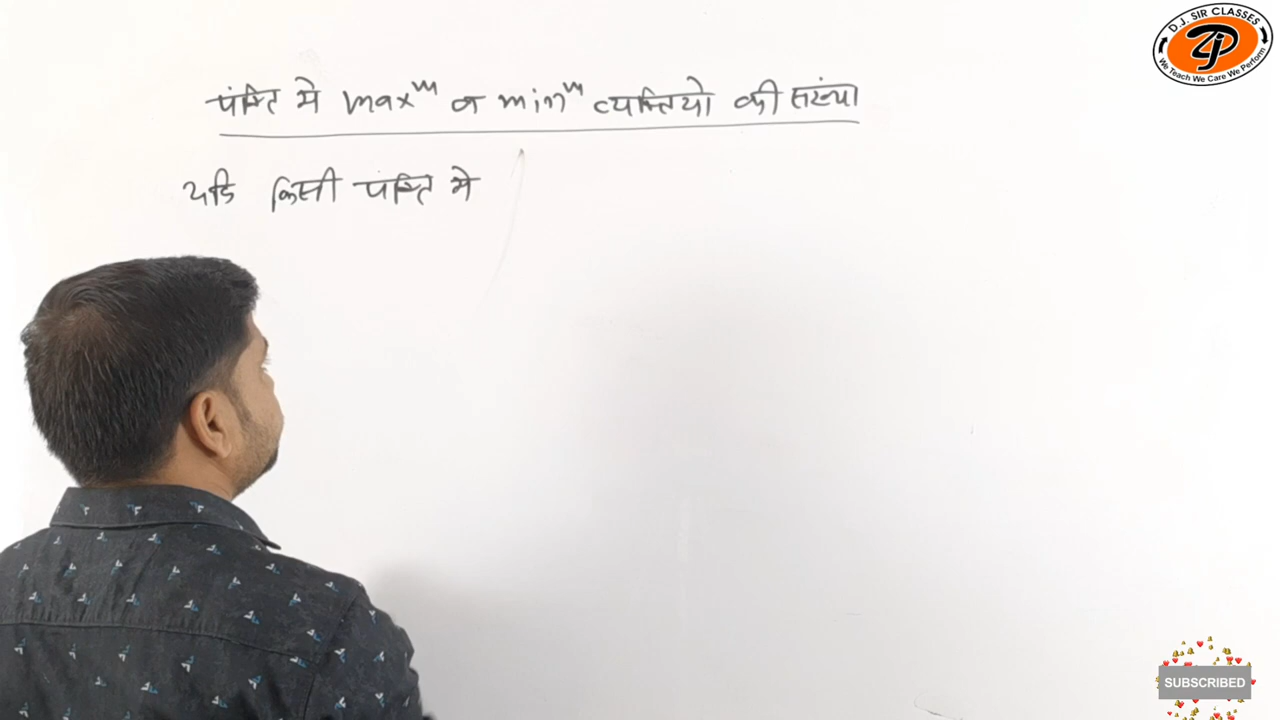 D.J. SIR CLASSES
We Teach We Care We Perform
पंक्ति मे maxᵐ व minᵐ व्यक्तियो की संख्या
यदि किसी पंक्ति मे
SUBSCRIBED